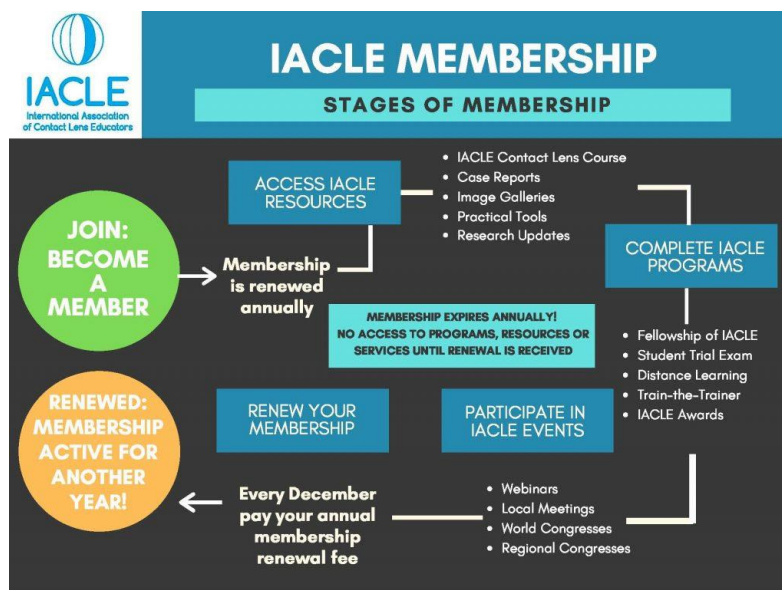 IACLE
International Association
of Contact Lens Educators
IACLE MEMBERSHIP
STAGES OF MEMBERSHIP
JOIN:
BECOME
A
MEMBER
Membership
is renewed
annually
ACCESS IACLE
RESOURCES
• IACLE Contact Lens Course
• Case Reports
• Image Galleries
• Practical Tools
• Research Updates
COMPLETE IACLE
PROGRAMS
• Fellowship of IACLE
• Student Trial Exam
• Distance Learning
• Train-the-Trainer
• IACLE Awards
MEMBERSHIP EXPIRES ANNUALLY!
NO ACCESS TO PROGRAMS, RESOURCES OR
SERVICES UNTIL RENEWAL IS RECEIVED
PARTICIPATE IN
IACLE EVENTS
• Webinars
• Local Meetings
• World Congresses
• Regional Congresses
RENEW YOUR
MEMBERSHIP
Every December
pay your annual
membership
renewal fee
RENEWED:
MEMBERSHIP
ACTIVE FOR
ANOTHER
YEAR!